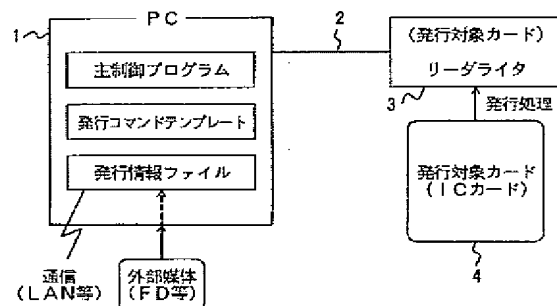 1
PC
主制御プログラム
発行コマンドテンプレート
発行情報ファイル
通信
(LAN等)
外部媒体
(FD等)
2
(発行対象カード)
リーダライタ
3
発行処理
発行対象カード
(ICカード)
4